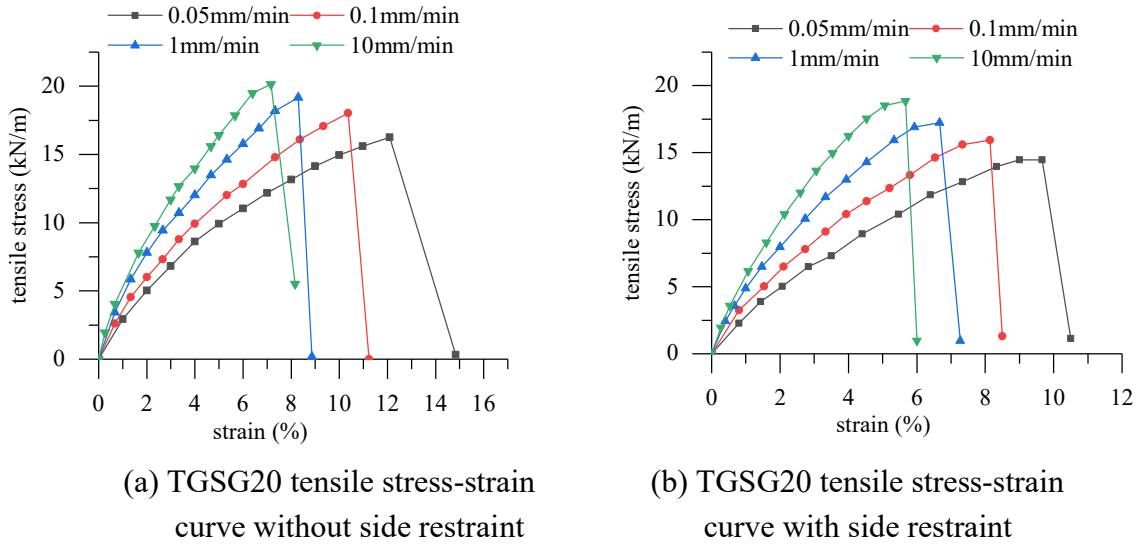 0.05mm/min 0.1mm/min
1mm/min 10mm/min
tensile stress (kN/m)
20
15
10
5
0
0 2 4 6 8 10 12 14 16
strain (%)
(a) TGSG20 tensile stress-strain
curve without side restraint
0.05mm/min 0.1mm/min
1mm/min 10mm/min
tensile stress (kN/m)
20
15
10
5
0
0 2 4 6 8 10 12
strain (%)
(b) TGSG20 tensile stress-strain
curve with side restraint